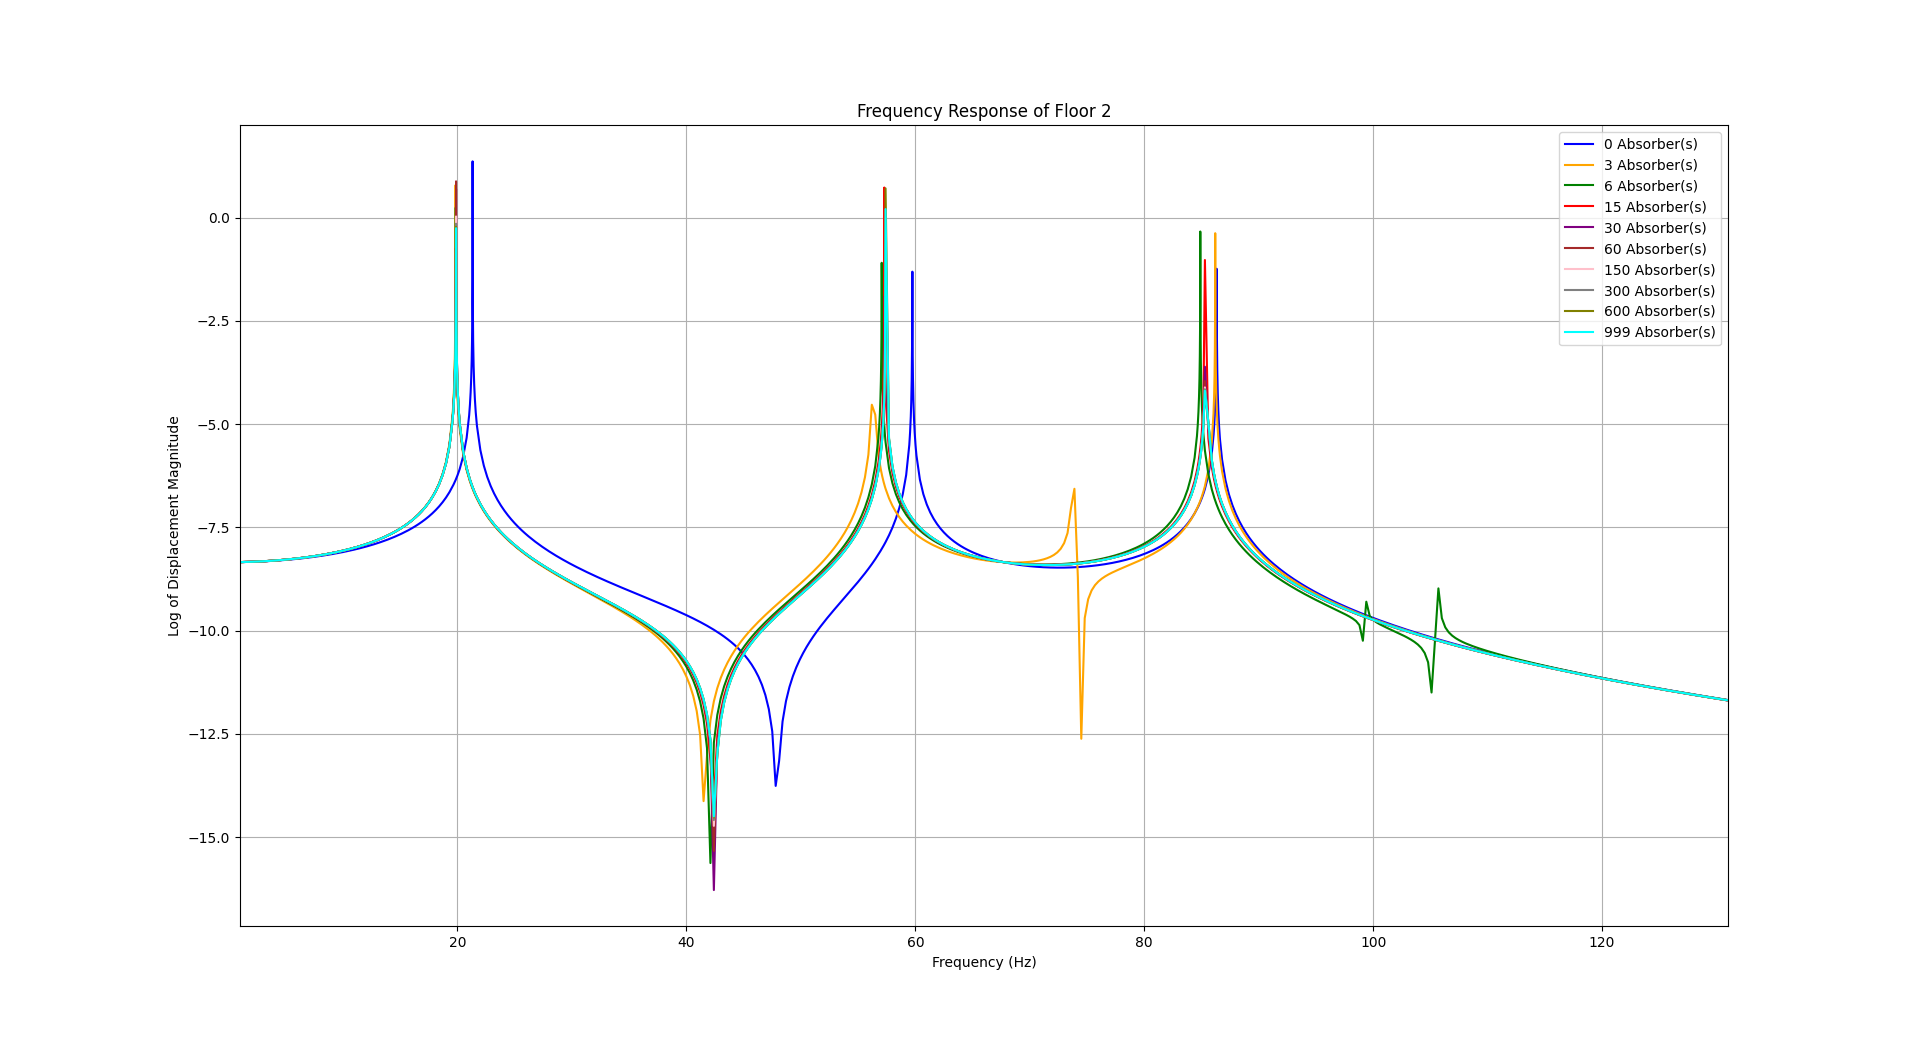 Frequency Response of Floor 2
0 Absorber(s)
3 Absorber(s)
6 Absorber(s)
15 Absorber(s)
30 Absorber(s)
60 Absorber(s)
150 Absorber(s)
300 Absorber(s)
600 Absorber(s)
999 Absorber(s)
Log of Displacement Magnitude
0.0
−2.5
−5.0
−7.5
−10.0
−12.5
−15.0
20 40 60 80 100 120
Frequency (Hz)